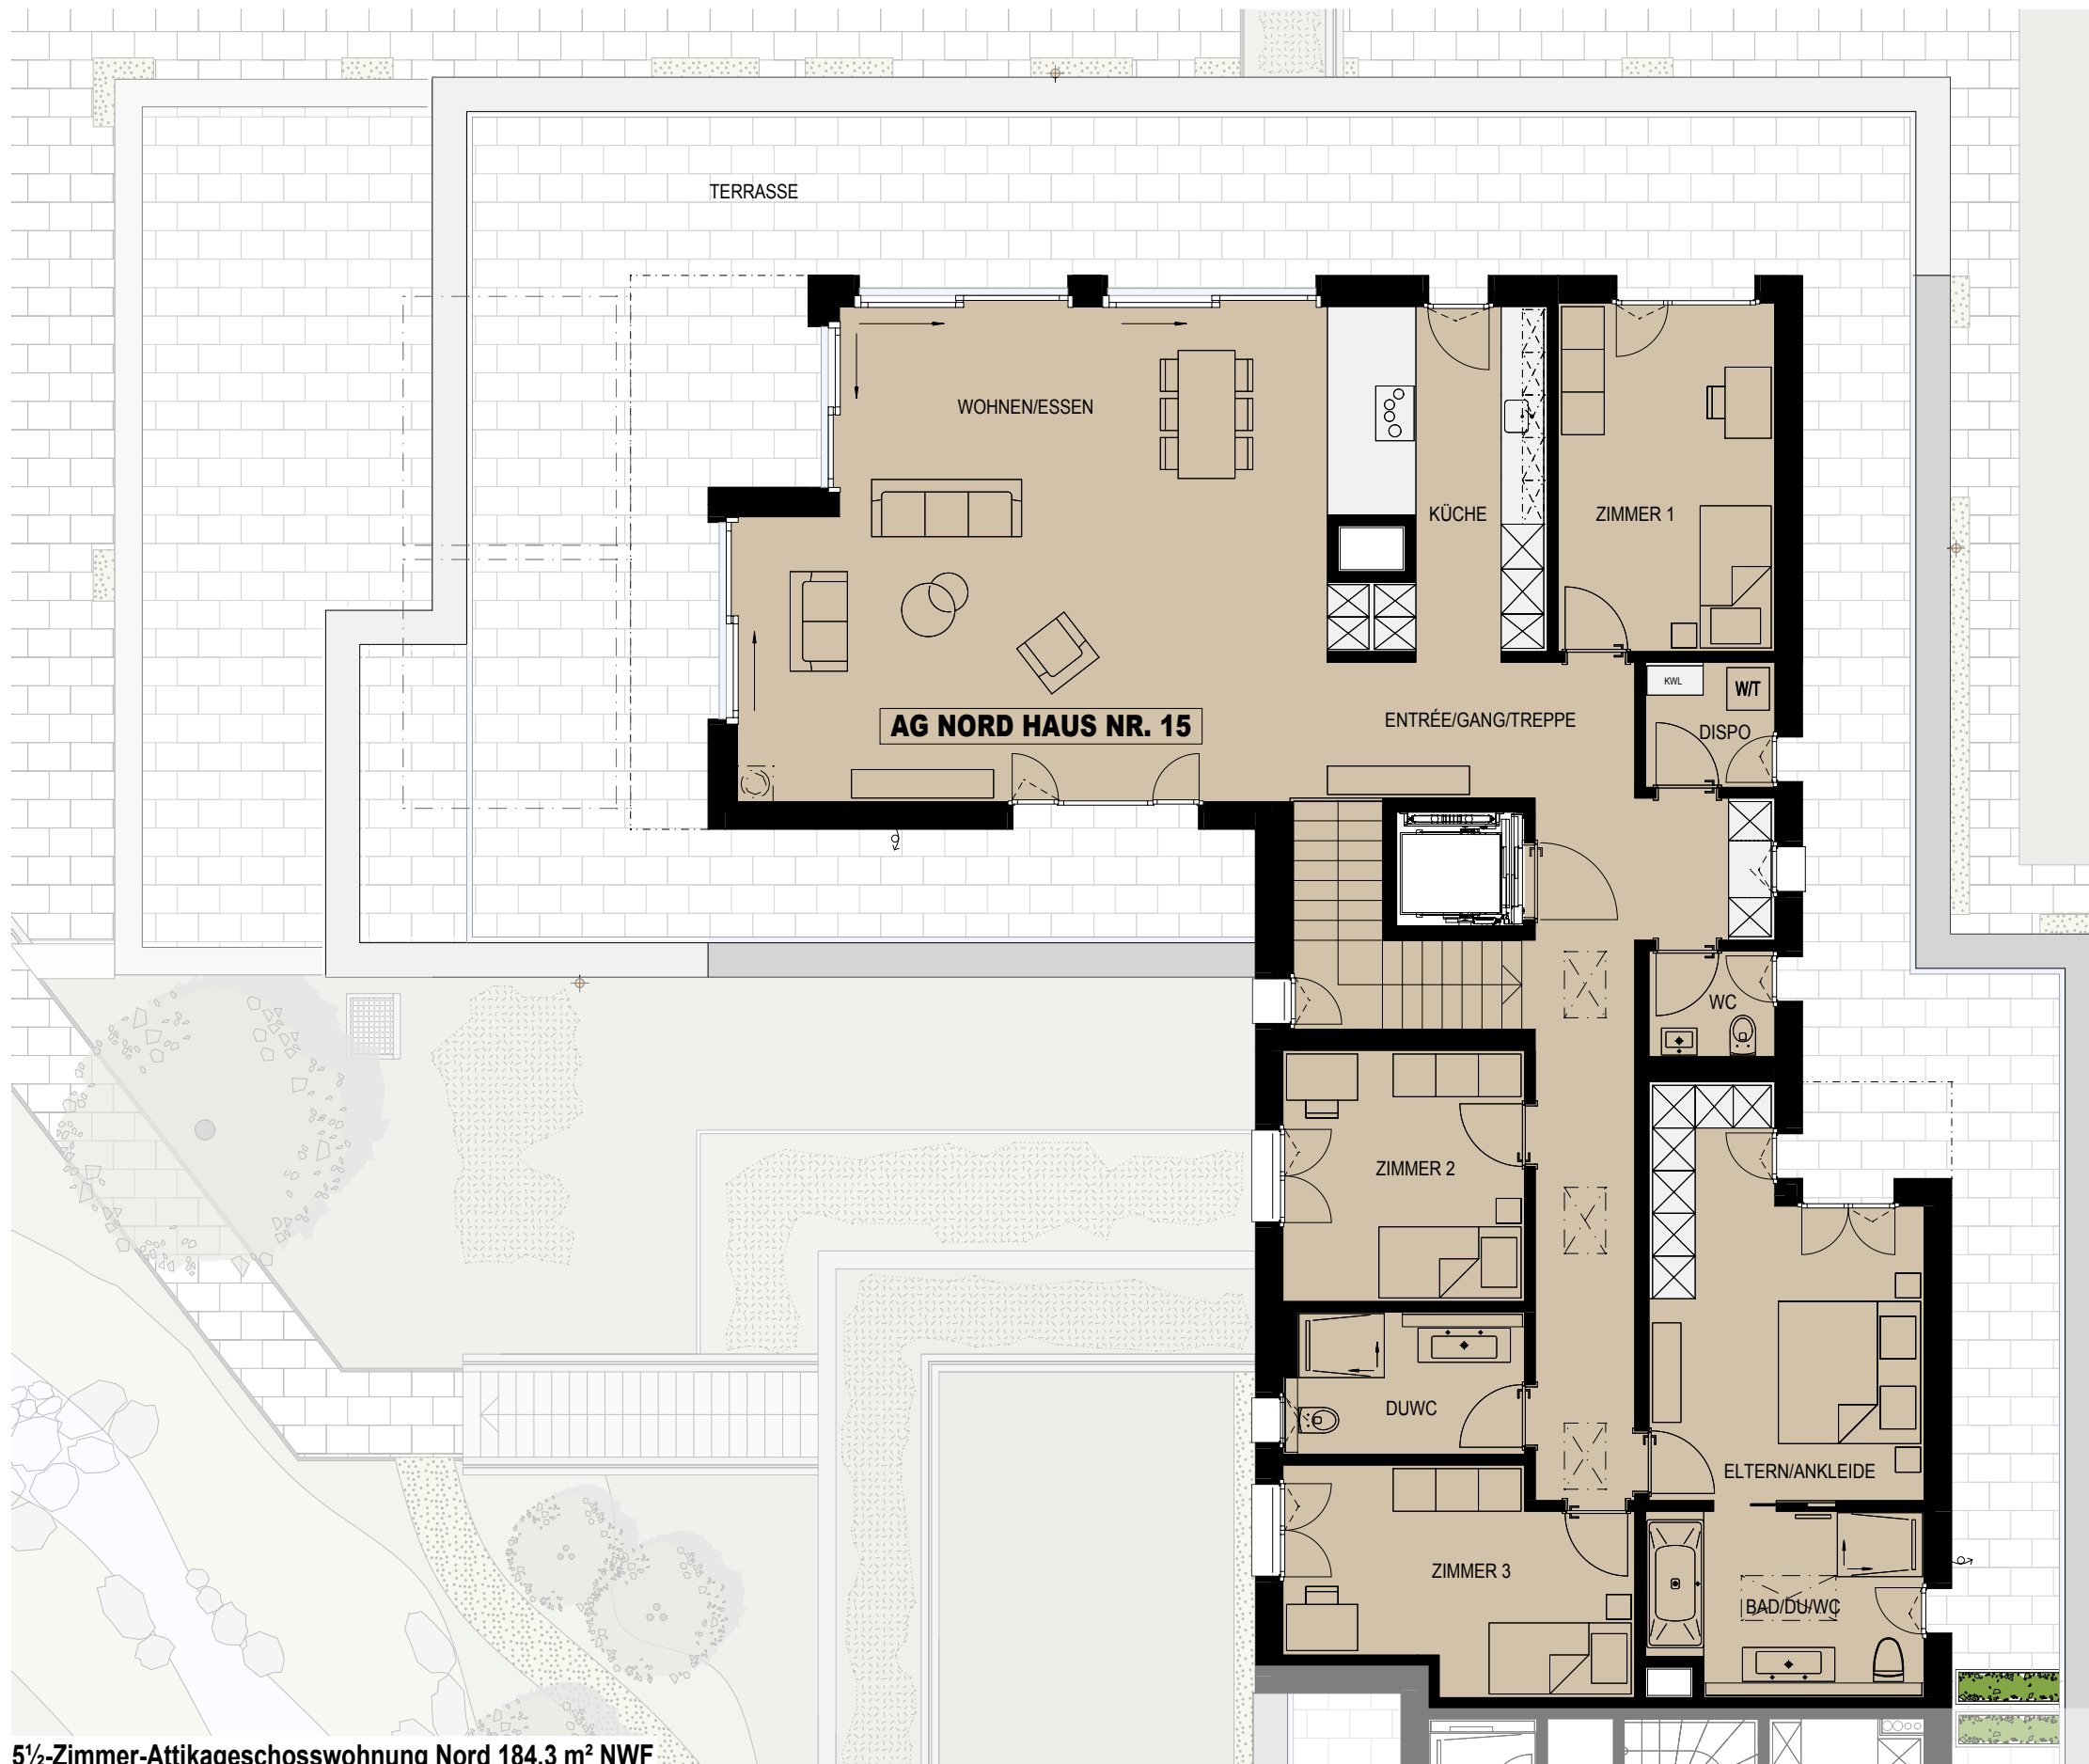 TERRASSE
WOHNEN/ESSEN
KÜCHE
ZIMMER 1
KWL
W/T
AG NORD HAUS NR. 15
ENTRÉE/GANG/TREPPE
DISPO
WC
ZIMMER 2
DUWC
ELTERN/ANKLEIDE
ZIMMER 3
BAD/DU/WC
5½-Zimmer-Attikageschosswohnung Nord 184.3 m² NWF